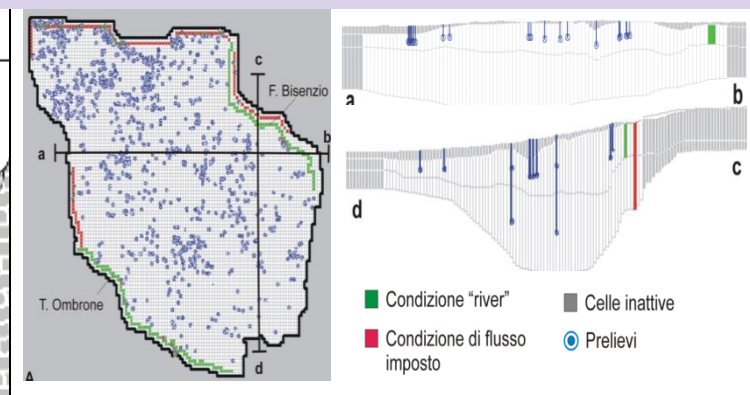 c
F. Bisenzio
a
b
T. Ombrone
d
A
a
b
d
c
Condizione “river”
Celle inattive
Condizione di flusso
imposto
Prelievi